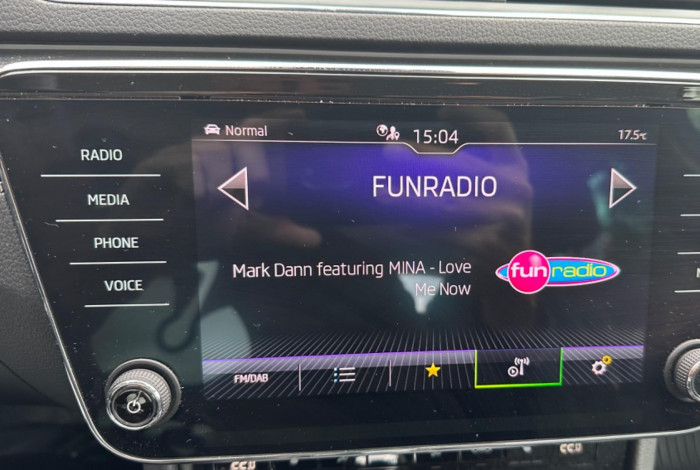 Normal
15:04
17.5°C
RADIO
MEDIA
PHONE
VOICE
FUNRADIO
Mark Dann featuring MINA - Love
Me Now
fun radio
FM/DAB